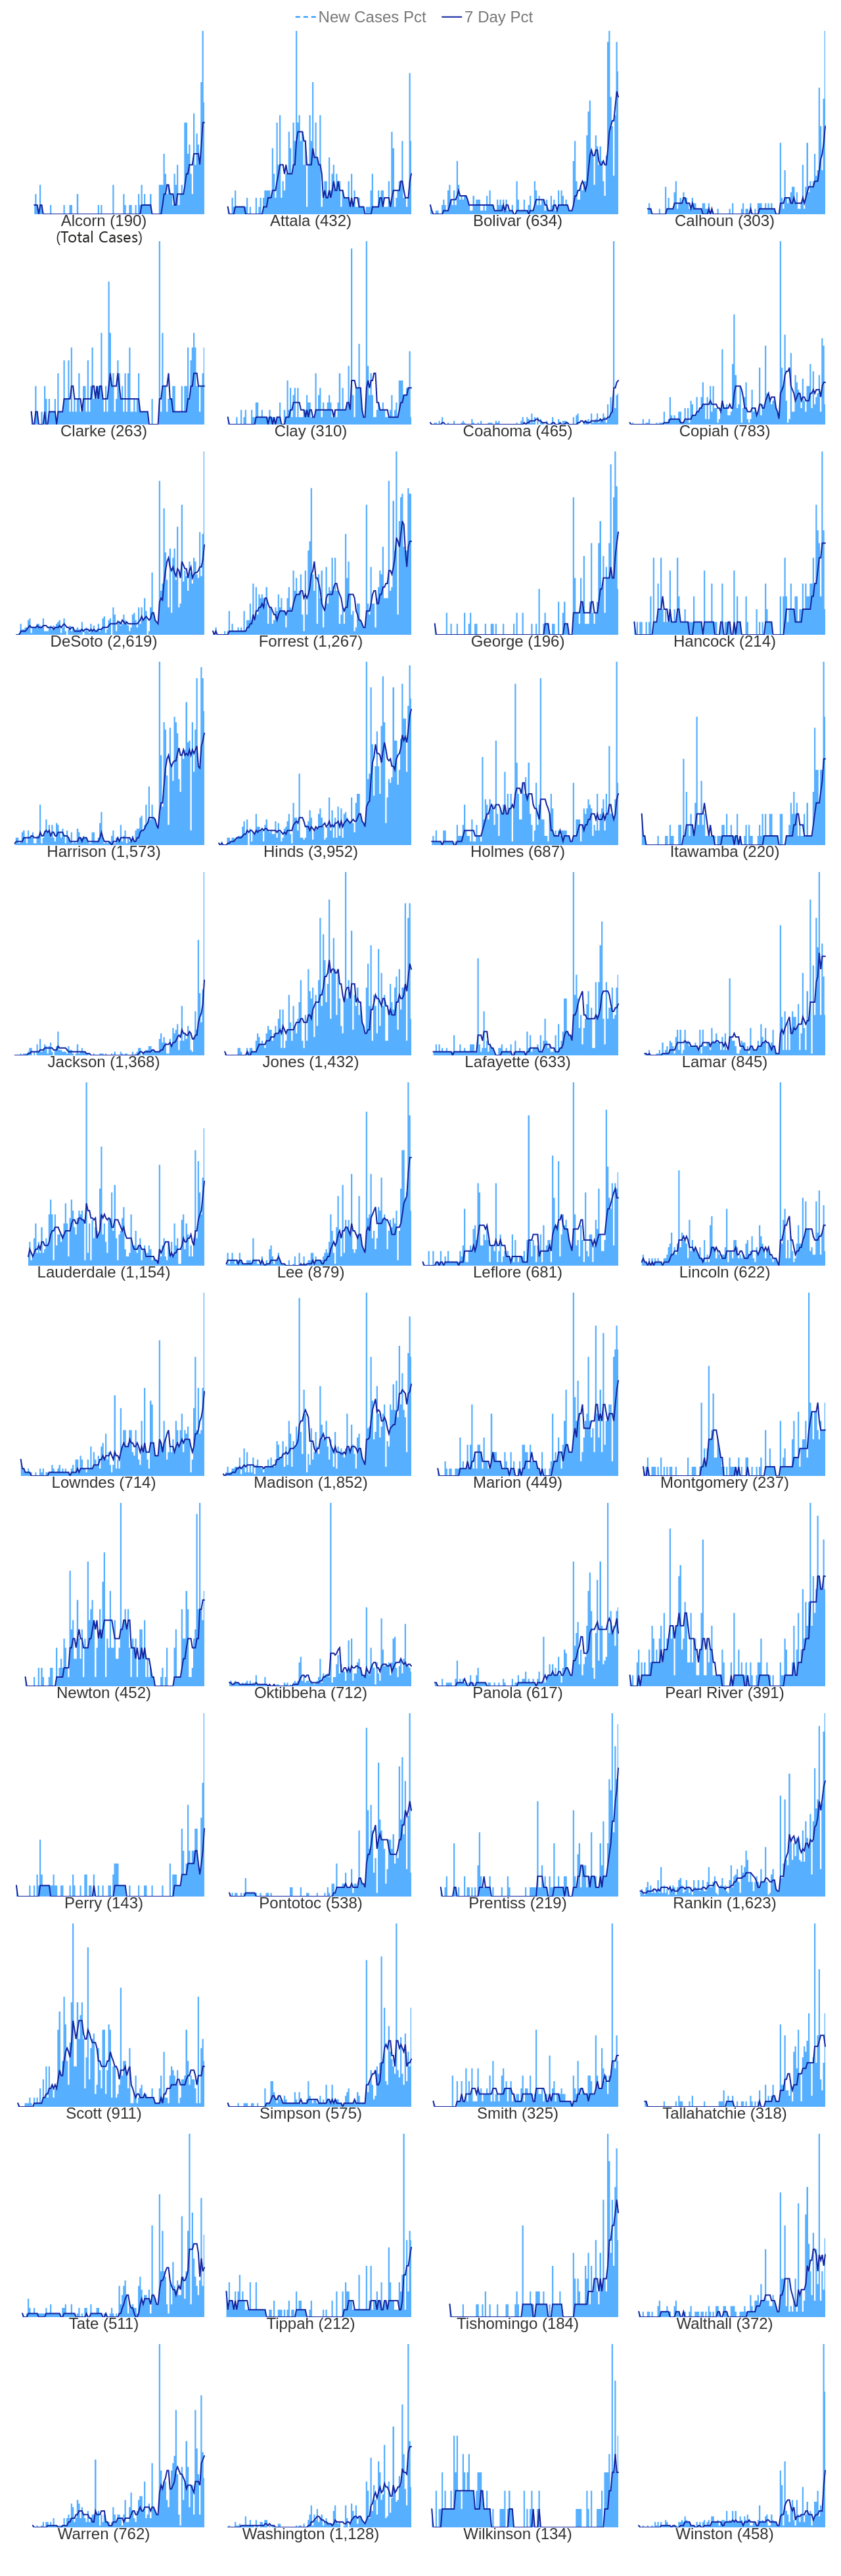 New Cases Pct 7 Day Pct
Alcorn (190) Attala (432) Bolivar (634) Calhoun (303)
(Total Cases)
Clarke (263) Clay (310) Coahoma (465) Copiah (783)
DeSoto (2,619) Forrest (1,267) George (196) Hancock (214)
Harrison (1,573) Hinds (3,952) Holmes (687) Itawamba (220)
Jackson (1,368) Jones (1,432) Lafayette (633) Lamar (845)
Lauderdale (1,154) Lee (879) Leflore (681) Lincoln (622)
Lowndes (714) Madison (1,852) Marion (449) Montgomery (237)
Newton (452) Oktibbeha (712) Panola (617) Pearl River (391)
Perry (143) Pontotoc (538) Prentiss (219) Rankin (1,623)
Scott (911) Simpson (575) Smith (325) Tallahatchie (318)
Tate (511) Tippah (212) Tishomingo (184) Walthall (372)
Warren (762) Washington (1,128) Wilkinson (134) Winston (458)